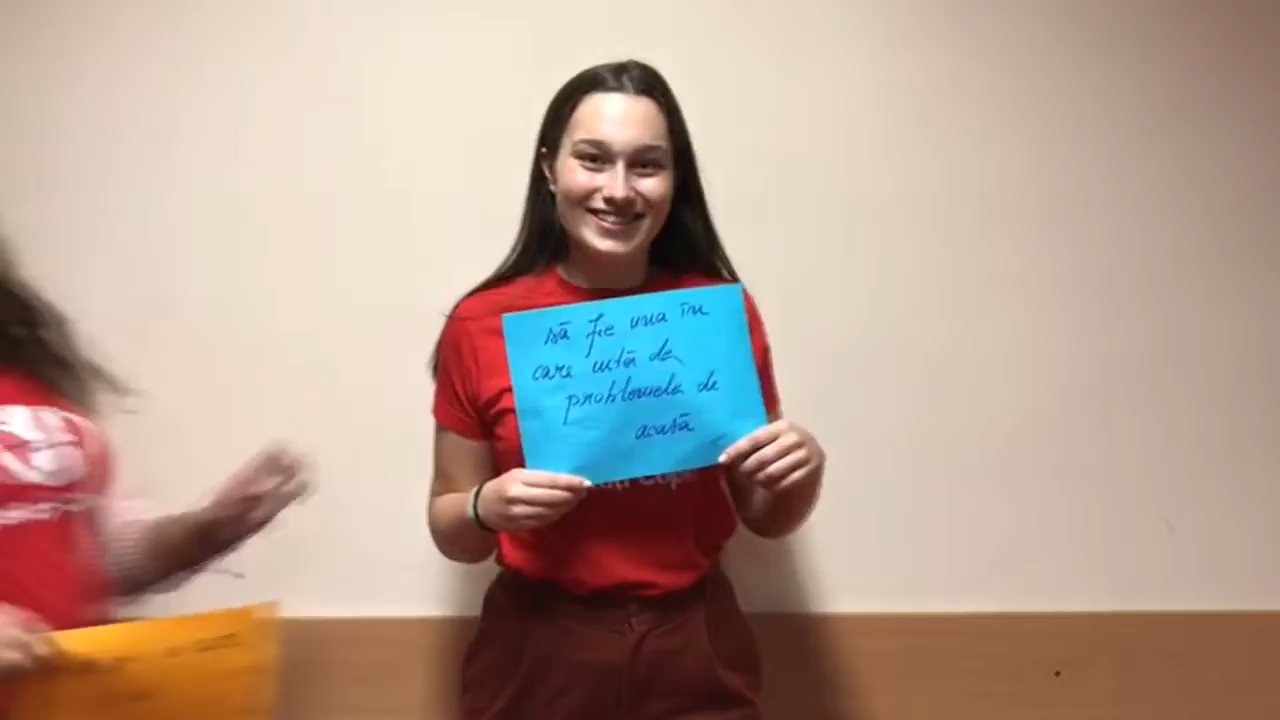 să fie una în
care uită de
problemele de
acasă